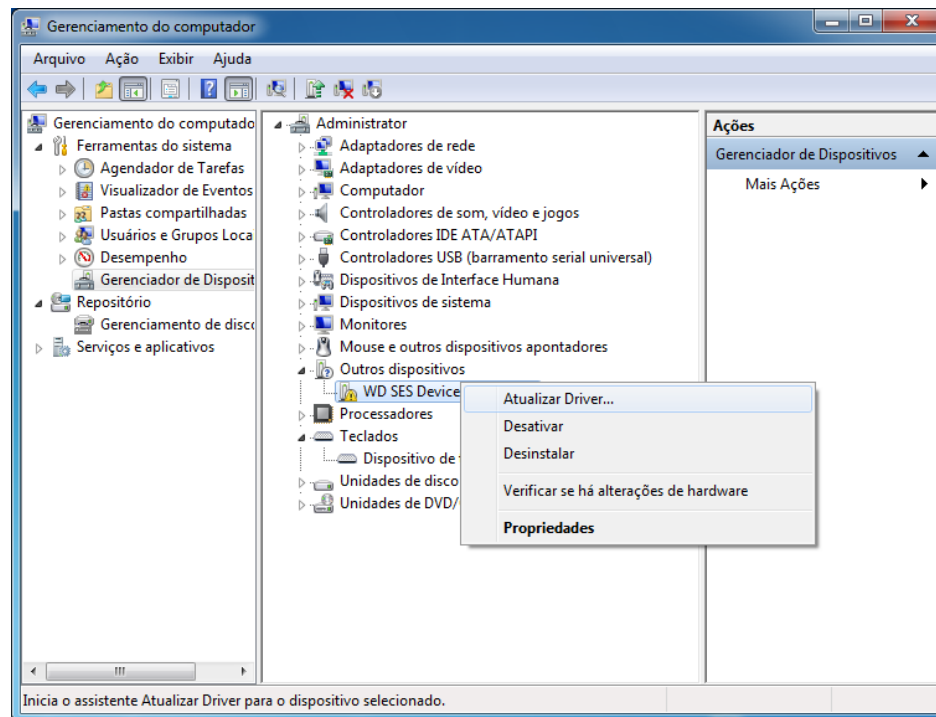 Gerenciamento do computador
Arquivo Ação Exibir Ajuda
Gerenciamento do computado
Ferramentas do sistema
Agendador de Tarefas
Visualizador de Eventos
Pastas compartilhadas
Usuários e Grupos Loca
Desempenho
Gerenciador de Disposit
Repositório
Gerenciamento de disco
Serviços e aplicativos
Administrator
Adaptadores de rede
Adaptadores de vídeo
Computador
Controladores de som, vídeo e jogos
Controladores IDE ATA/ATAPI
Controladores USB (barramento serial universal)
Dispositivos de Interface Humana
Dispositivos de sistema
Monitores
Mouse e outros dispositivos apontadores
Outros dispositivos
WD SES Device
Processadores
Teclados
Dispositivo de
Unidades de disco
Unidades de DVD/
Atualizar Driver...
Desativar
Desinstalar
Verificar se há alterações de hardware
Propriedades
Ações
Gerenciador de Dispositivos
Mais Ações
Inicia o assistente Atualizar Driver para o dispositivo selecionado.